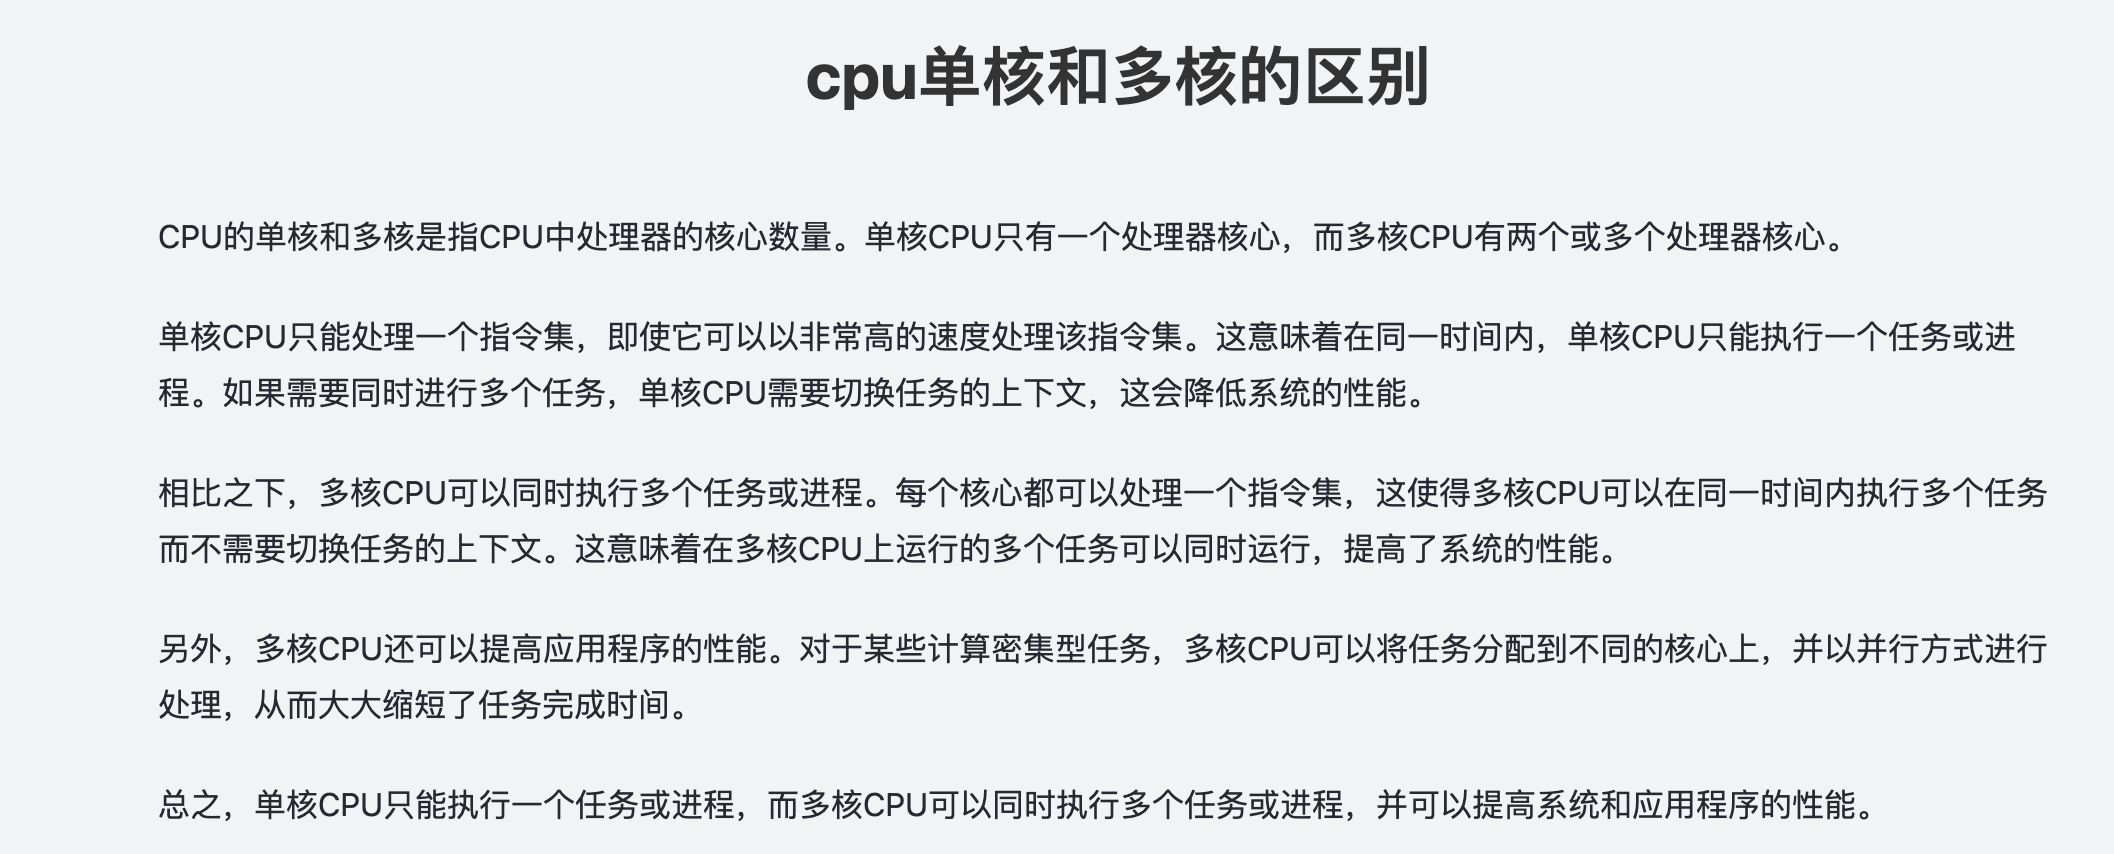 cpu单核和多核的区别
CPU的单核和多核是指CPU中处理器的核心数量。单核CPU只有一个处理器核心，而多核CPU有两个或多个处理器核心。
单核CPU只能处理一个指令集，即使它可以以非常高的速度处理该指令集。这意味着在同一时间内，单核CPU只能执行一个任务或进
程。如果需要同时进行多个任务，单核CPU需要切换任务的上下文，这会降低系统的性能。
相比之下，多核CPU可以同时执行多个任务或进程。每个核心都可以处理一个指令集，这使得多核CPU可以在同一时间内执行多个任务
而不需要切换任务的上下文。这意味着在多核CPU上运行的多个任务可以同时运行，提高了系统的性能。
另外，多核CPU还可以提高应用程序的性能。对于某些计算密集型任务，多核CPU可以将任务分配到不同的核心上，并以并行方式进行
处理，从而大大缩短了任务完成时间。
总之，单核CPU只能执行一个任务或进程，而多核CPU可以同时执行多个任务或进程，并可以提高系统和应用程序的性能。